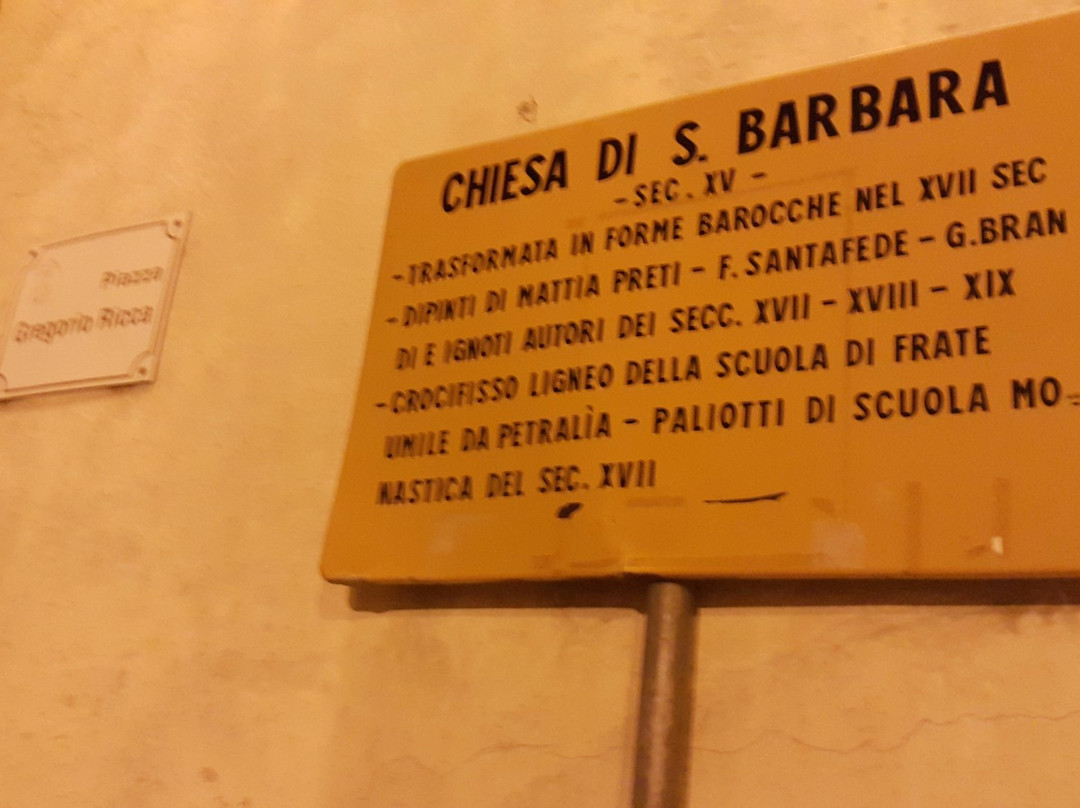 Piazza
Gregorio Ricca
CHIESA DI S. BARBARA
- SEC. XV -
- TRASFORMATA IN FORME BAROCCHE NEL XVII SEC
- DIPINTI DI MATTIA PRETI - F. SANTAFEDE - G. BRAN
DI E IGNOTI AUTORI DEI SECC. XVII - XVIII - XIX
- CROCIFISSO LIGNEO DELLA SCUOLA DI FRATE
UMILE DA PETRALÌA - PALIOTTI DI SCUOLA MO=
NASTICA DEL SEC. XVII